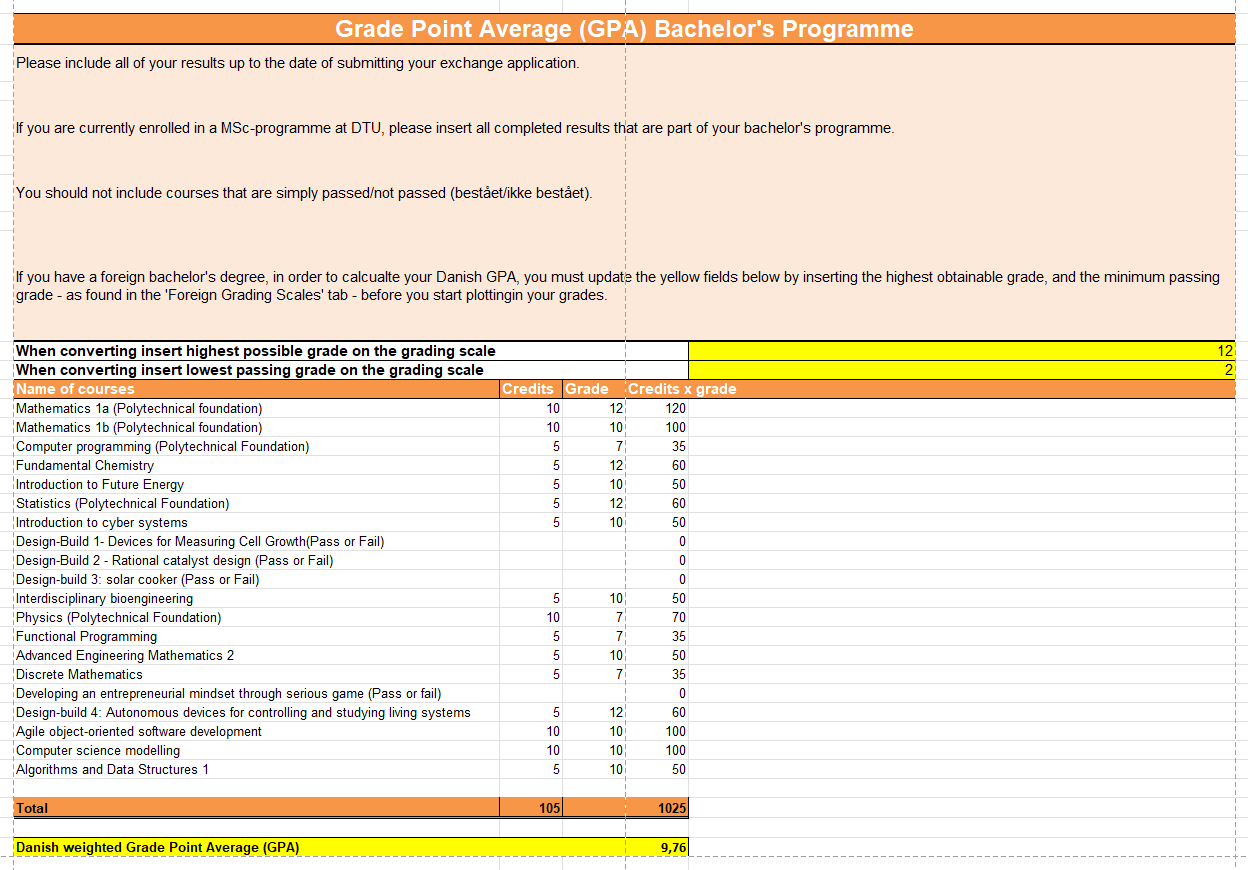 Grade Point Average (GPA) Bachelor's Programme
Please include all of your results up to the date of submitting your exchange application.
If you are currently enrolled in a MSc-programme at DTU, please insert all completed results that are part of your bachelor's programme.
You should not include courses that are simply passed/not passed (bestået/ikke bestået).
If you have a foreign bachelor's degree, in order to calcualte your Danish GPA, you must update the yellow fields below by inserting the highest obtainable grade, and the minimum passing
grade - as found in the 'Foreign Grading Scales' tab - before you start plottingin your grades.
When converting insert highest possible grade on the grading scale 12
When converting insert lowest passing grade on the grading scale 2
Name of courses Credits Grade Credits x grade
Mathematics 1a (Polytechnical foundation) 10 12 120
Mathematics 1b (Polytechnical foundation) 10 10 100
Computer programming (Polytechnical Foundation) 5 7 35
Fundamental Chemistry 5 12 60
Introduction to Future Energy 5 10 50
Statistics (Polytechnical Foundation) 5 12 60
Introduction to cyber systems 5 10 50
Design-Build 1- Devices for Measuring Cell Growth(Pass or Fail) 0
Design-Build 2 - Rational catalyst design (Pass or Fail) 0
Design-build 3: solar cooker (Pass or Fail) 0
Interdisciplinary bioengineering 5 10 50
Physics (Polytechnical Foundation) 10 7 70
Functional Programming 5 7 35
Advanced Engineering Mathematics 2 5 10 50
Discrete Mathematics 5 7 35
Developing an entrepreneurial mindset through serious game (Pass or fail) 0
Design-build 4: Autonomous devices for controlling and studying living systems 5 12 60
Agile object-oriented software development 10 10 100
Computer science modelling 10 10 100
Algorithms and Data Structures 1 5 10 50
Total 105 1025
Danish weighted Grade Point Average (GPA) 9,76